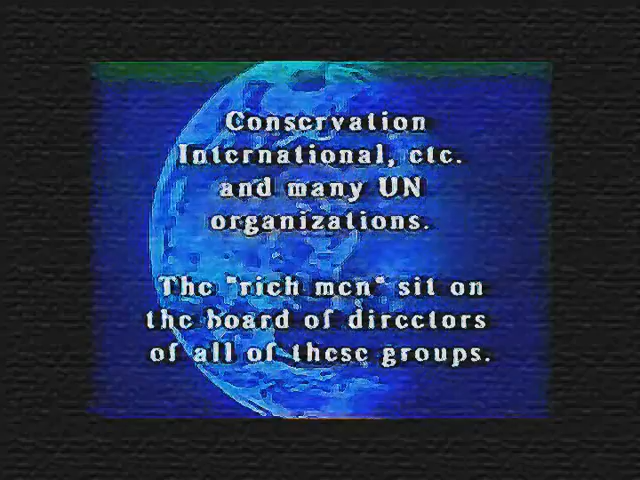 Conservation
International, etc.
and many UN
organizations.
The "rich men" sit on
the board of directors
of all of these groups.